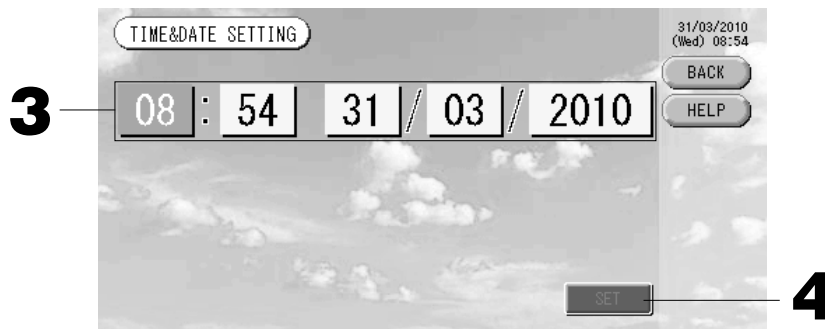 TIME&DATE SETTING
31/03/2010
(Wed) 08:54
BACK
3
08 : 54 31 / 03 / 2010
HELP
SET
4